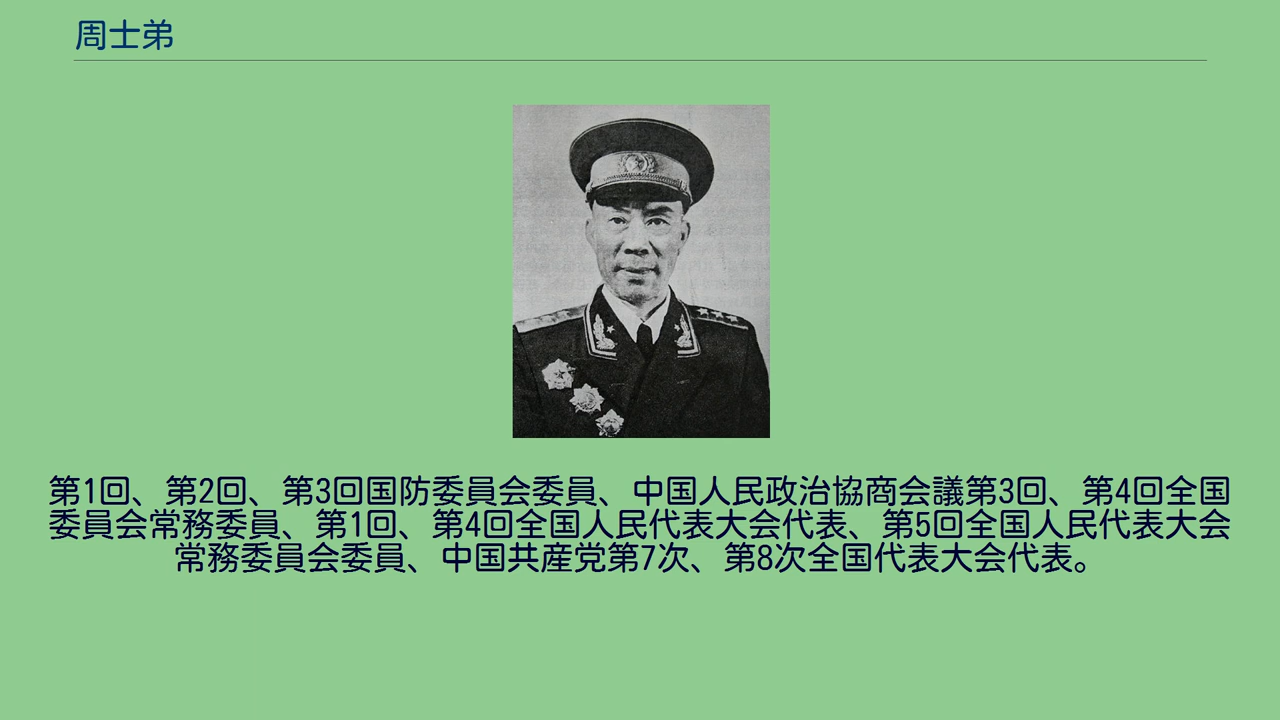 周士弟
第1回、第2回、第3回国防委員会委員、中国人民政治協商会議第3回、第4回全国
委員会常務委員、第1回、第4回全国人民代表大会代表、第5回全国人民代表大会
常務委員会委員、中国共産党第7次、第8次全国代表大会代表。